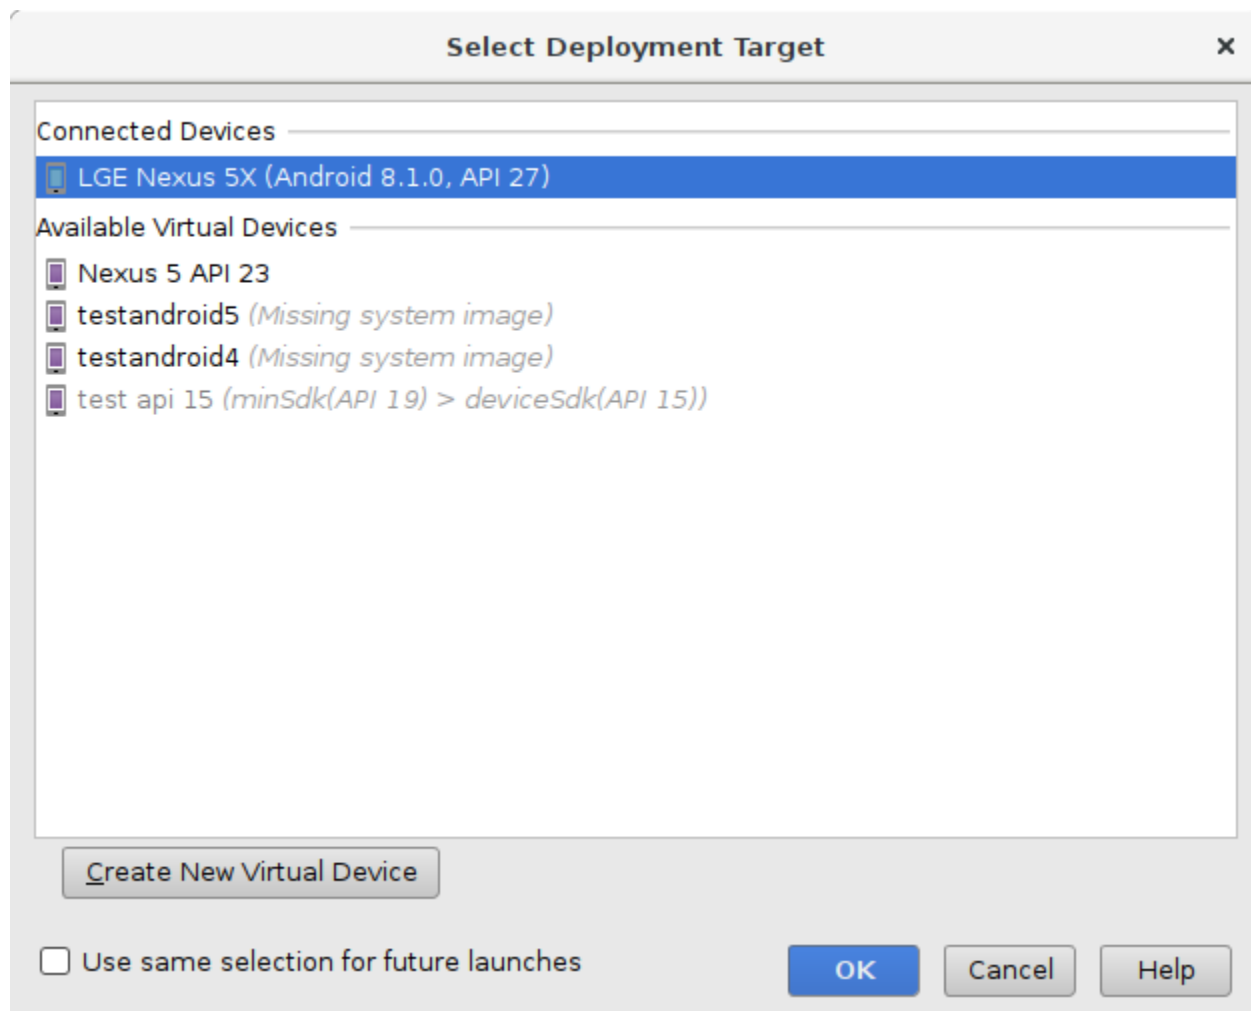 Select Deployment Target
Connected Devices
LGE Nexus 5X (Android 8.1.0, API 27)
Available Virtual Devices
Nexus 5 API 23
testandroid5 (Missing system image)
testandroid4 (Missing system image)
test api 15 (minSdk(API 19) > deviceSdk(API 15))
Create New Virtual Device
Use same selection for future launches
OK
Cancel
Help